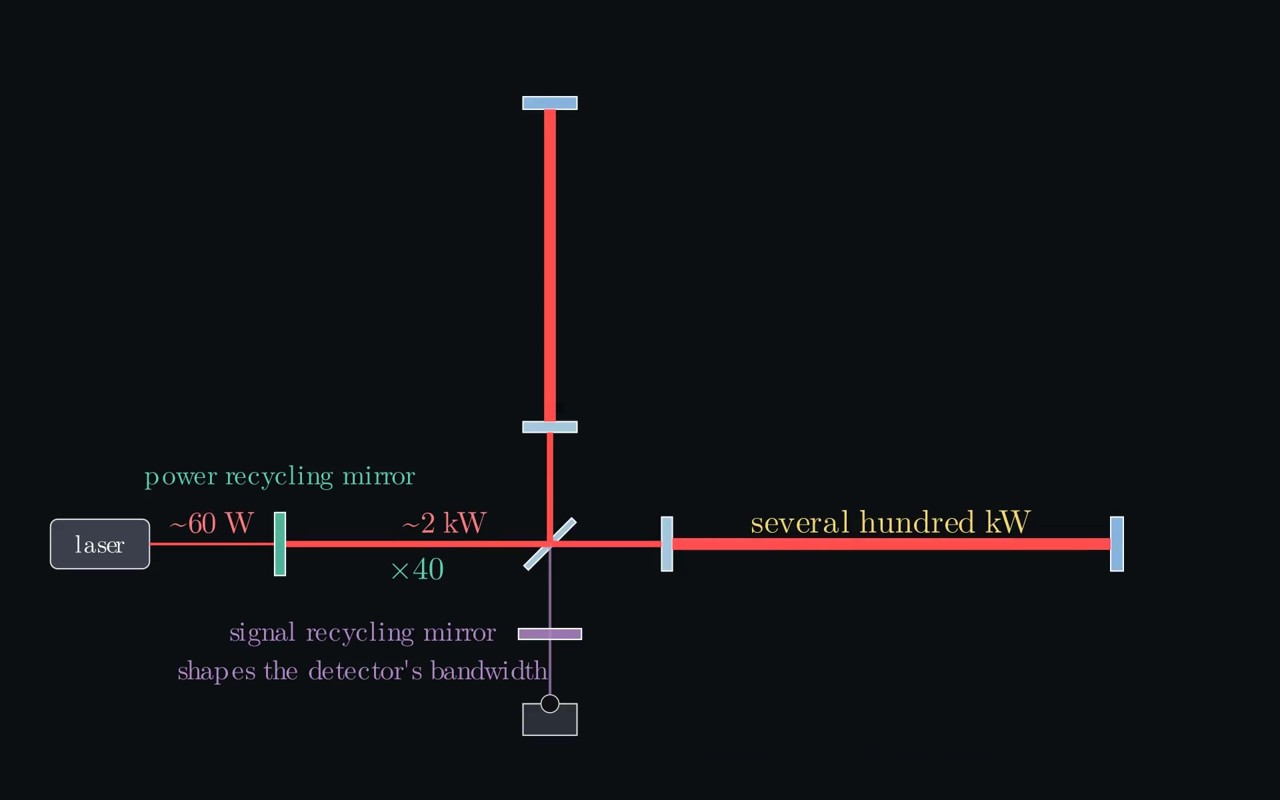 power recycling mirror
~60 W
~2 kW
several hundred kW
laser
×40
signal recycling mirror
shapes the detector's bandwidth